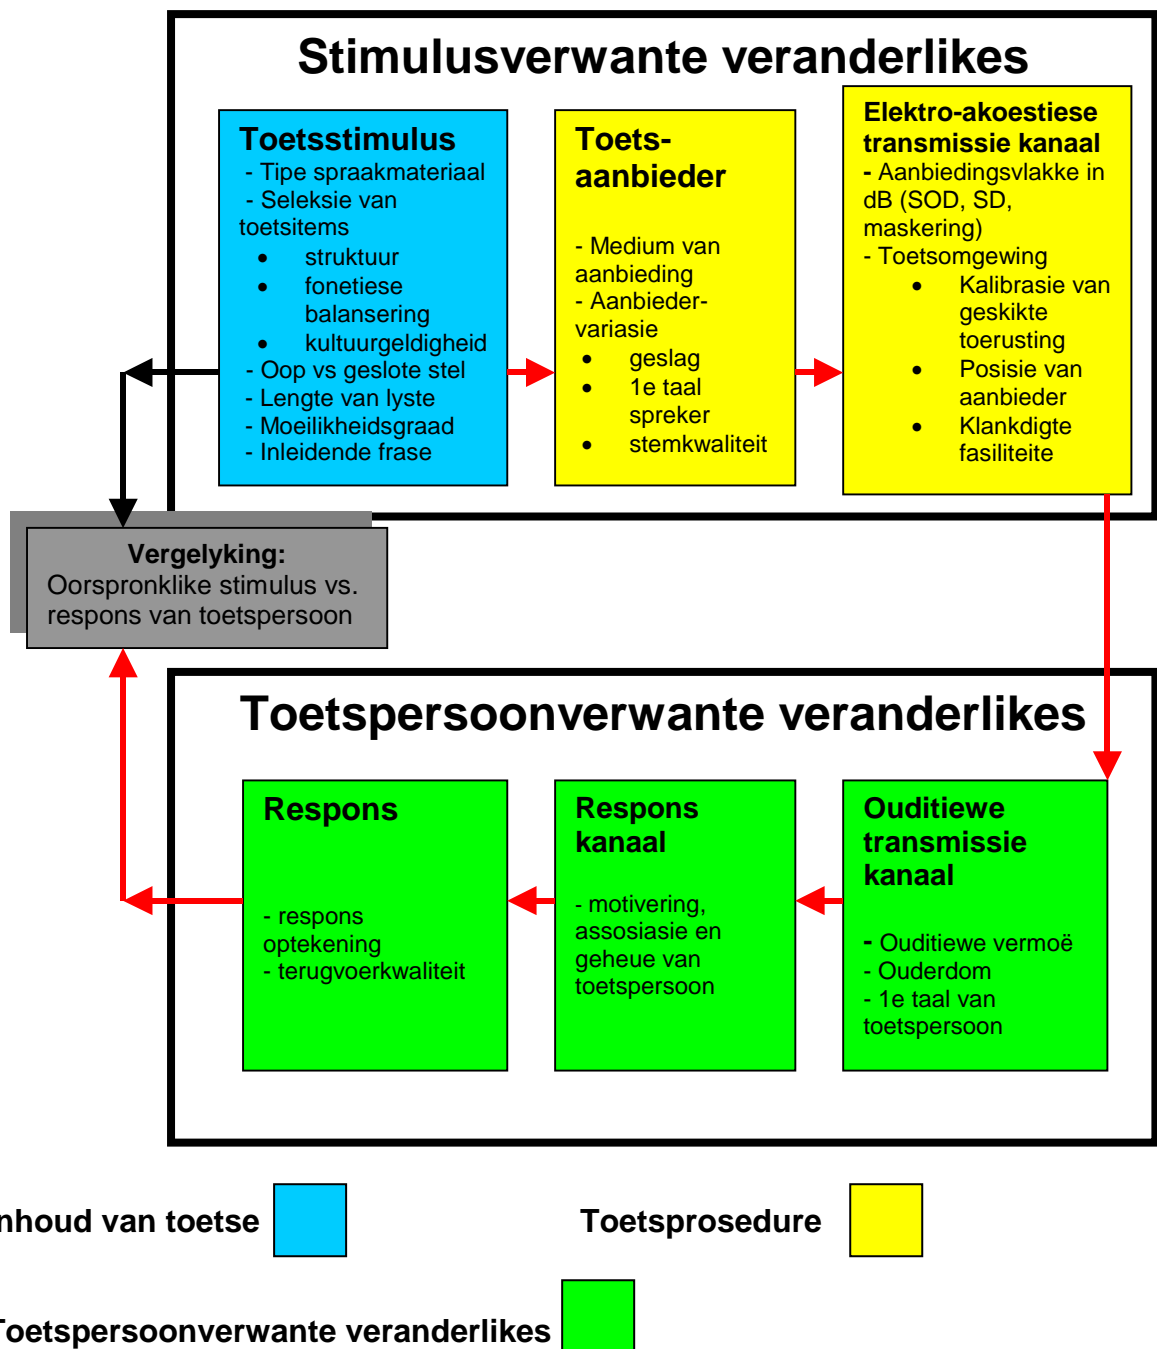 Stimulusverwante veranderlikes
Toetsstimulus
- Tipe spraakmateriaal
- Seleksie van
toetsitems
• struktuur
• fonetiese
balansering
• kultuurgeldigheid
- Oop vs geslote stel
- Lengte van lyste
- Moeilikheidsgraad
- Inleidende frase
Toets-
aanbieder
- Medium van
aanbieding
- Aanbieder-
variasie
• geslag
• 1e taal
spreker
• stemkwaliteit
Elektro-akoestiese
transmissie kanaal
- Aanbiedingsvlakke in
dB (SOD, SD,
maskering)
- Toetsomgewing
• Kalibrasie van
geskikte
toerusting
• Posisie van
aanbieder
• Klankdigte
fasiliteite
Vergelyking:
Oorspronklike stimulus vs.
respons van toetspersoon
Toetspersoonverwante veranderlikes
Respons
- respons
optekening
- terugvoerkwaliteit
Respons
kanaal
- motivering,
assosiasie en
geheue van
toetspersoon
Ouditiewe
transmissie
kanaal
- Ouditiewe vermoë
- Ouderdom
- 1e taal van
toetspersoon
nhoud van toetse
Toetsprosedure
Toetspersoonverwante veranderlikes